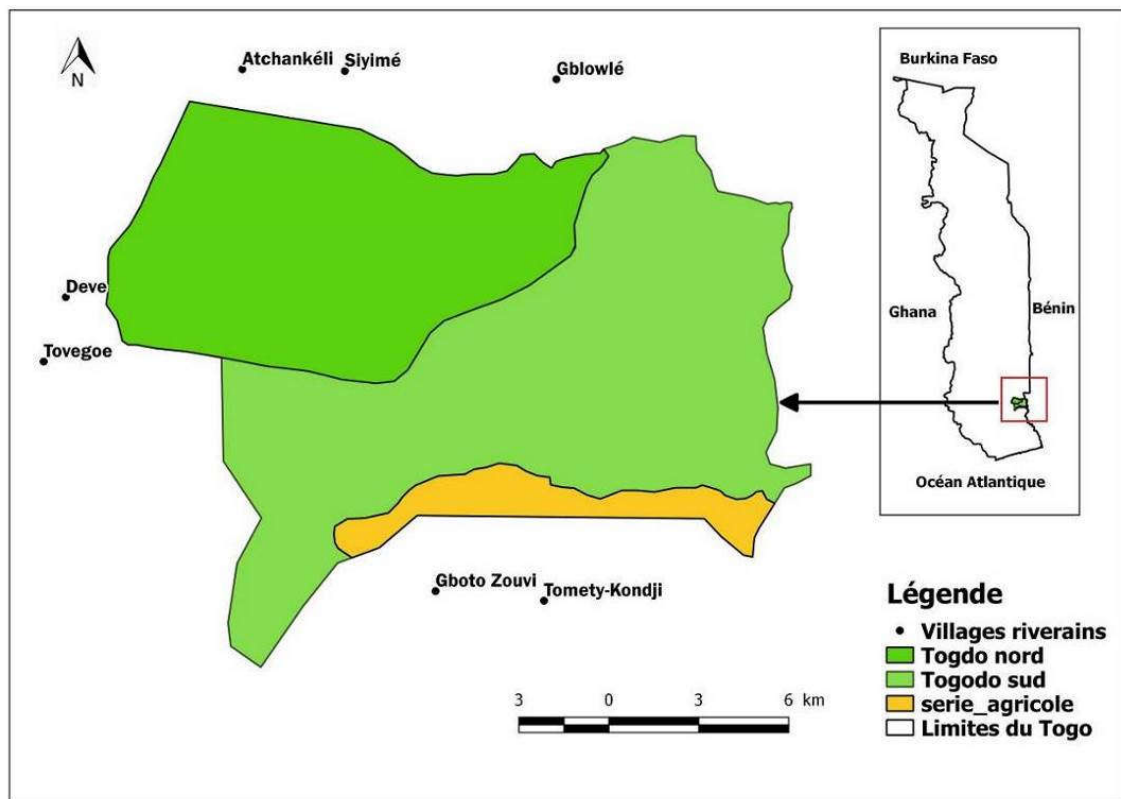 N
Atchankéli
Siyimé
Gblowlé
Deve
Tovegoe
Gboto Zouvi
Tomety-Kondji
3 0 3 6 km
Burkina Faso
Ghana
Bénin
Océan Atlantique
Légende
Villages riverains
Togdo nord
Togodo sud
serie_agricole
Limites du Togo